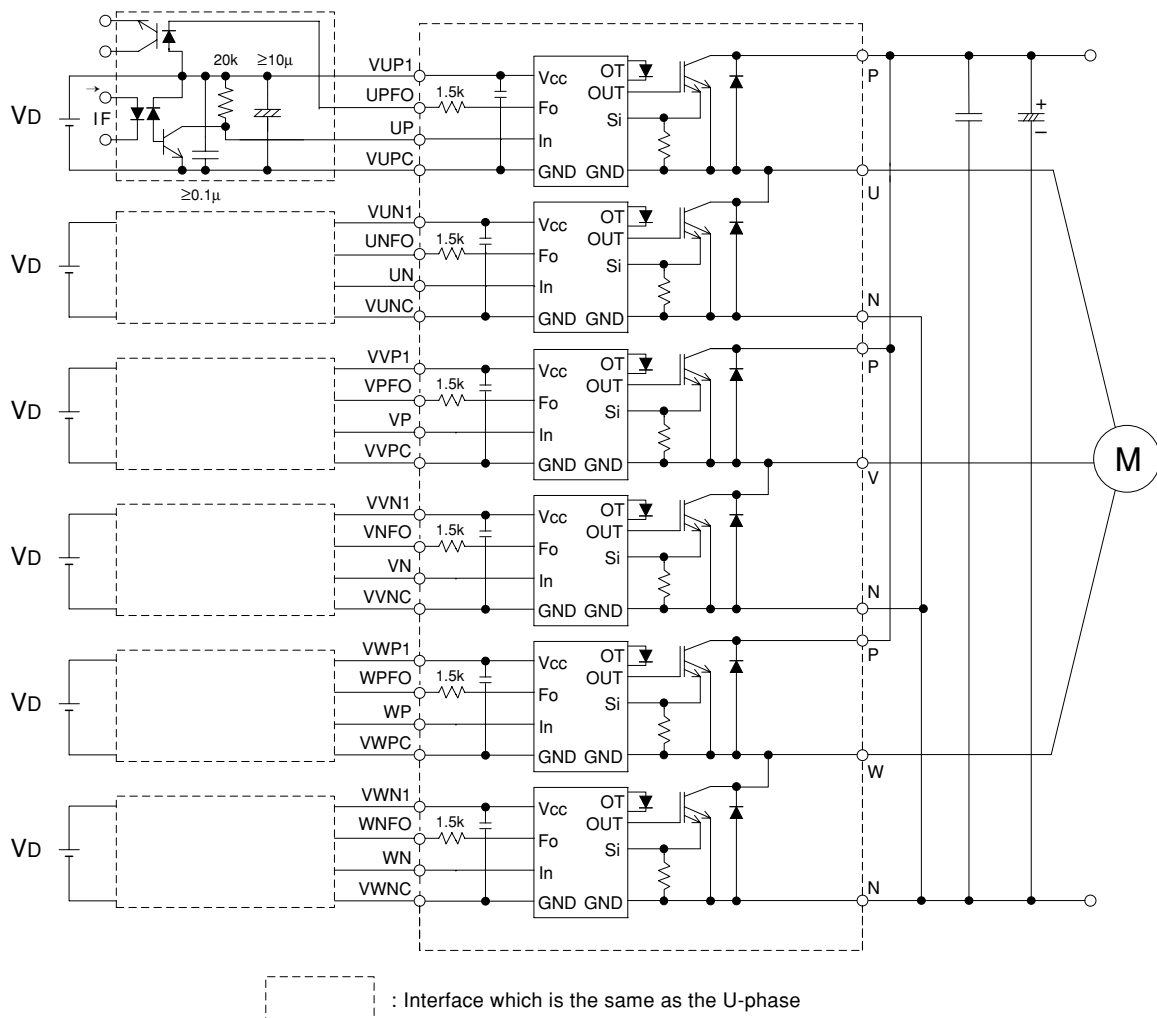 20k
≥10μ
VD
IF
≥0.1μ
VUP1
UPFO
UP
VUPC
1.5k
Vcc
Fo
In
GND GND
OT
OUT
Si
P
U
+
–
VD
VUN1
UNFO
UN
VUNC
1.5k
Vcc
Fo
In
GND GND
OT
OUT
Si
N
VD
VVP1
VPFO
VP
VVPC
1.5k
Vcc
Fo
In
GND GND
OT
OUT
Si
P
V
M
VD
VVN1
VNFO
VN
VVNC
1.5k
Vcc
Fo
In
GND GND
OT
OUT
Si
N
VD
VWP1
WPFO
WP
VWPC
1.5k
Vcc
Fo
In
GND GND
OT
OUT
Si
P
W
VD
VWN1
WNFO
WN
VWNC
1.5k
Vcc
Fo
In
GND GND
OT
OUT
Si
N
: Interface which is the same as the U-phase